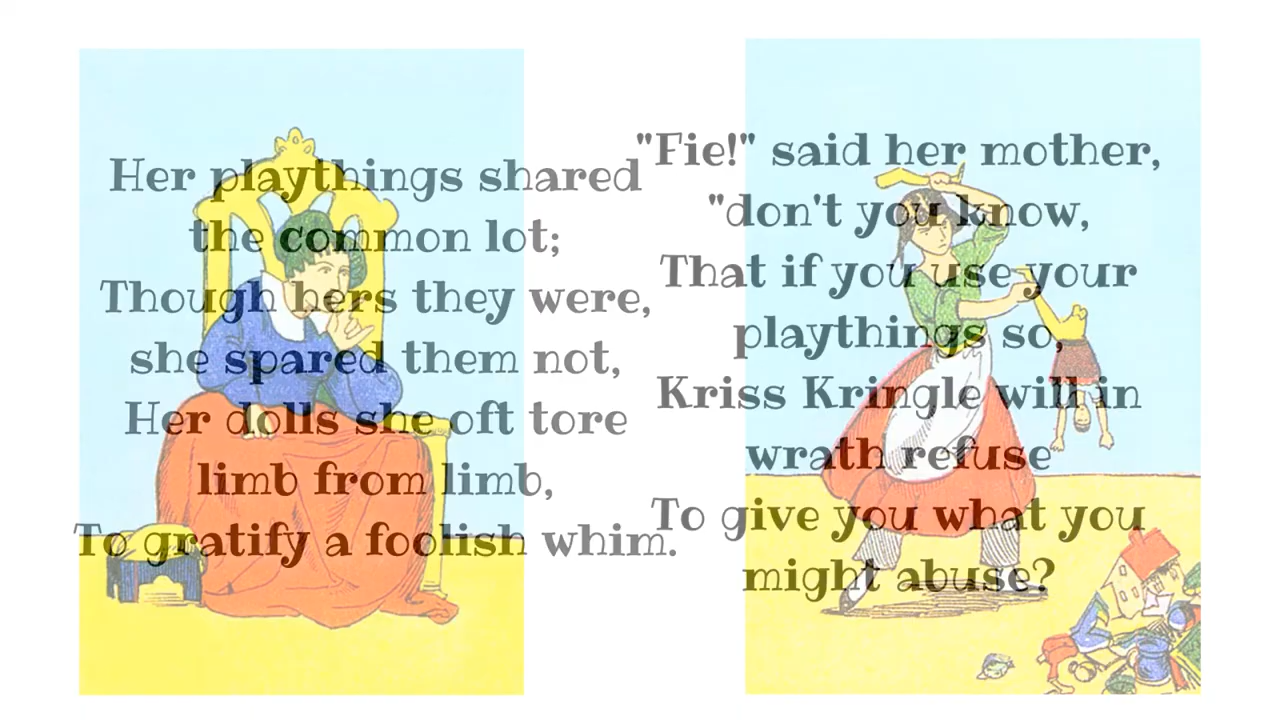 Her playthings shared
the common lot;
Though hers they were,
she spared them not,
Her dolls she oft tore
limb from limb,
To gratify a foolish whim.
"Fie!" said her mother,
"don't you know,
That if you use your
playthings so,
Kriss Kringle will in
wrath refuse
To give you what you
might abuse?